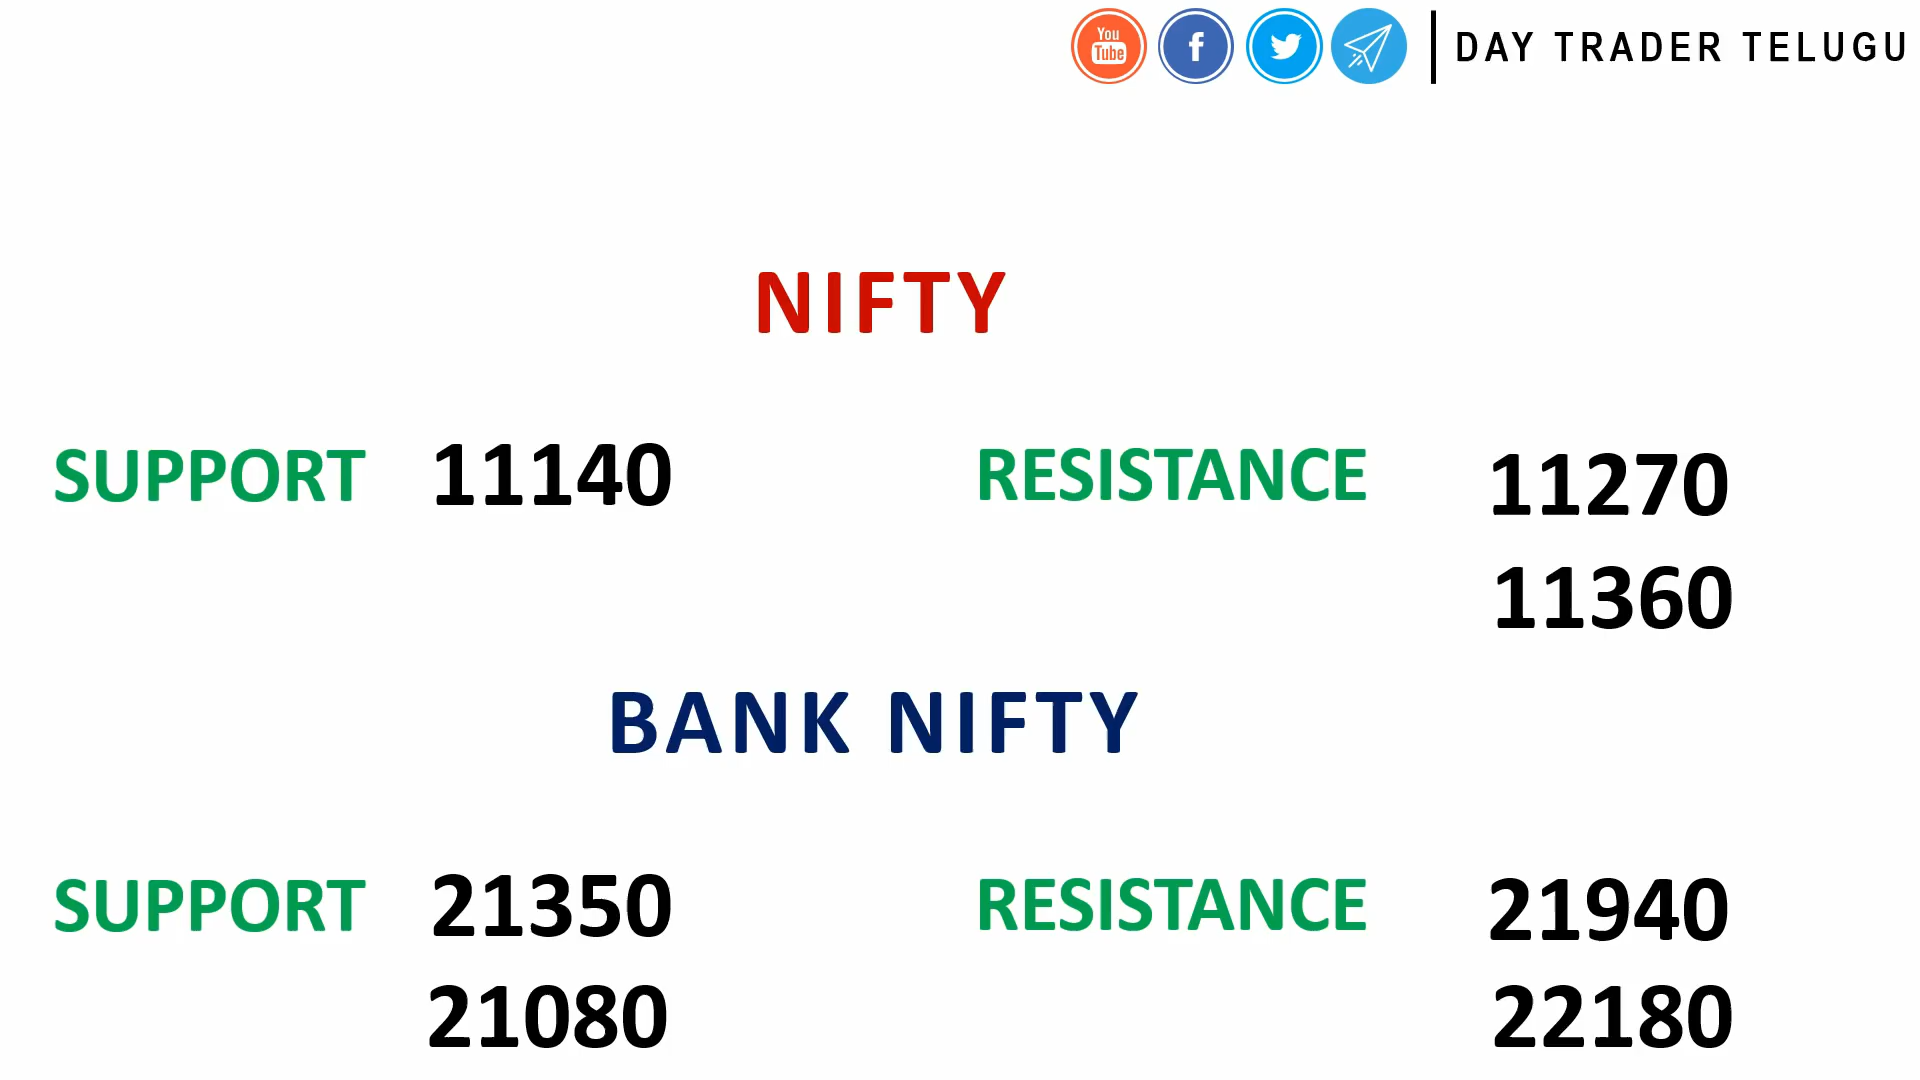 You
Tube
f
DAY TRADER TELUGU
NIFTY
SUPPORT 11140 RESISTANCE 11270
11360
BANK NIFTY
SUPPORT 21350 RESISTANCE 21940
21080 22180